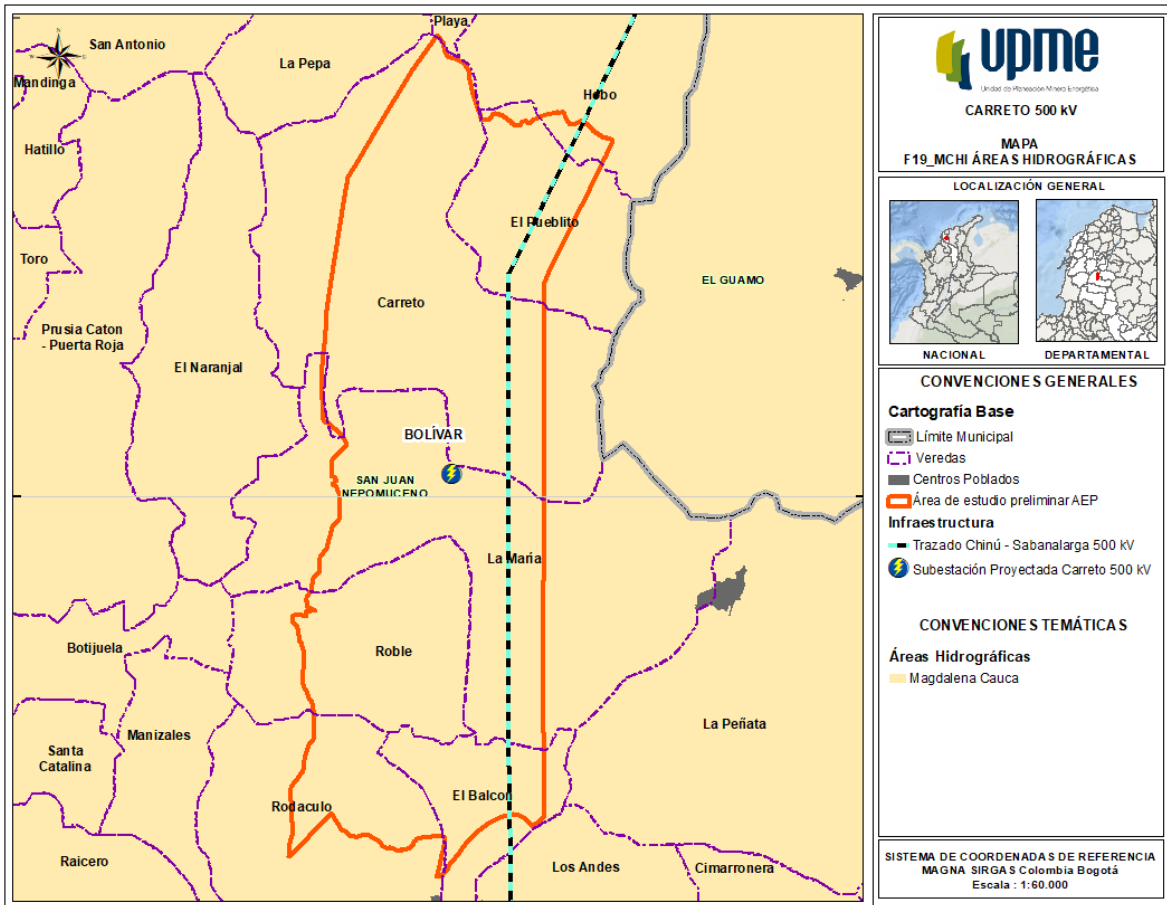 Playa
San Antonio
La Pepa
Mandinga
Hobo
Hatillo
El Pueblito
Toro
EL GUAMO
Carreto
Prusia Caton
- Puerta Roja
El Naranjal
BOLÍVAR
SAN JUAN
NEPOMUCENO
La María
Botijuela
Roble
La Peñata
Manizales
Santa
Catalina
El Balcon
Rodaculo
Raicero
Los Andes
Cimarronera
upme
Unidad de Planeación Minero Energética
CARRETO 500 kV
MAPA
F19_MCHI ÁREAS HIDROGRÁFICAS
LOCALIZACIÓN GENERAL
NACIONAL
DEPARTAMENTAL
CONVENCIONES GENERALES
Cartografía Base
Límite Municipal
Veredas
Centros Poblados
Área de estudio preliminar AEP
Infraestructura
Trazado Chinú - Sabanalarga 500 kV
Subestación Proyectada Carreto 500 kV
CONVENCIONES TEMÁTICAS
Áreas Hidrográficas
Magdalena Cauca
SISTEMA DE COORDENADAS DE REFERENCIA
MAGNA SIRGAS Colombia Bogotá
Escala : 1:60.000